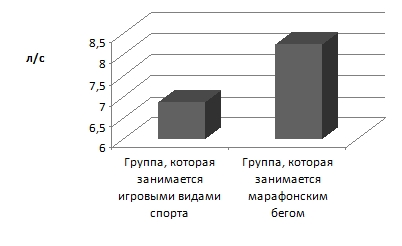 8,5
8
л/с
7,5
7
6,5
6
Группа, которая
занимается
игровыми видами
спорта
Группа, которая
занимается
марафонским
бегом